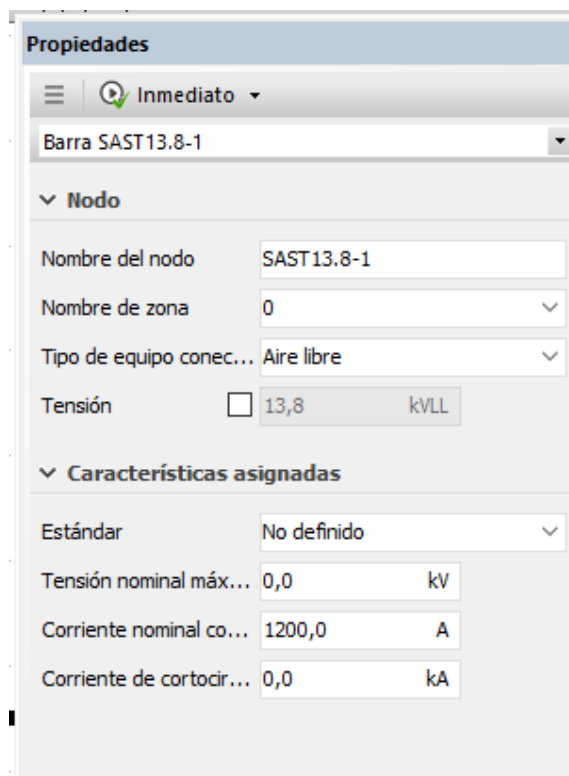 Propiedades
Inmediato
Barra SAST13.8-1
Nodo
Nombre del nodo SAST13.8-1
Nombre de zona 0
Tipo de equipo conec... Aire libre
Tensión 13,8 kVLL
Características asignadas
Estándar No definido
Tensión nominal máx... 0,0 kV
Corriente nominal co... 1200,0 A
Corriente de cortocir... 0,0 kA